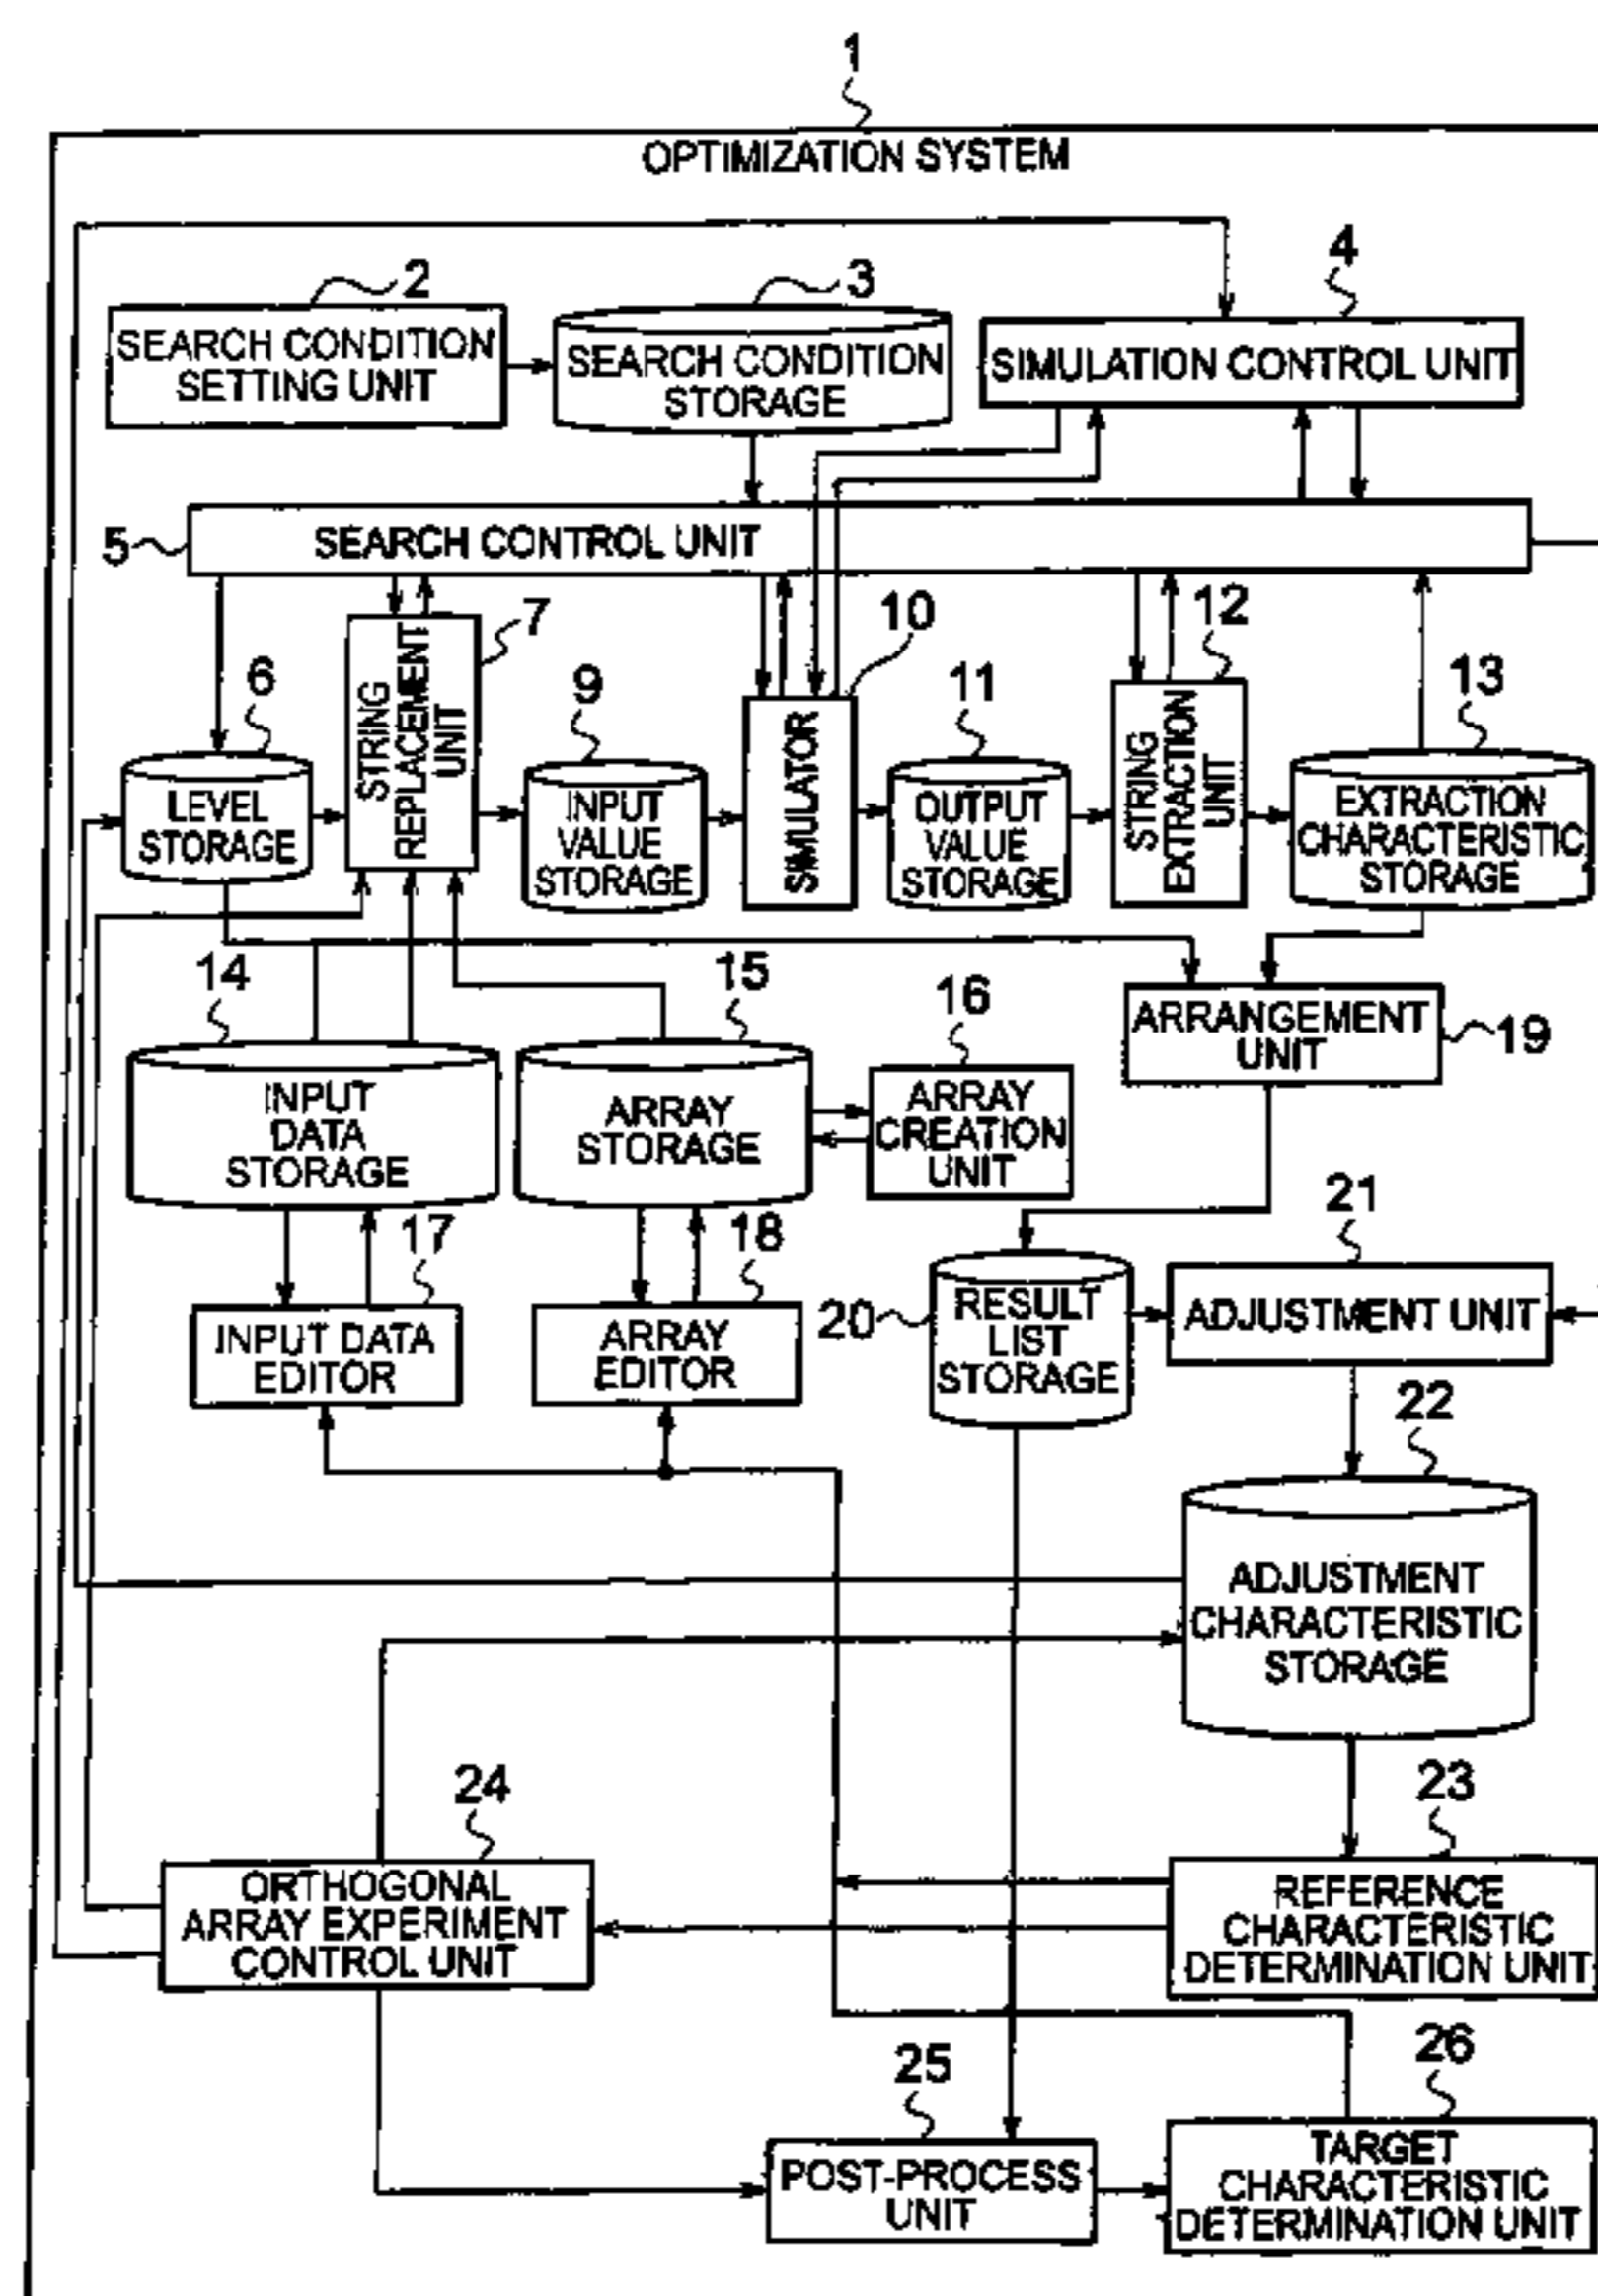 1
OPTIMIZATION SYSTEM
2
3
4
SEARCH CONDITION
SETTING UNIT
SEARCH CONDITION
STORAGE
SIMULATION CONTROL UNIT
5
SEARCH CONTROL UNIT
6
7
9
10
11
12
13
LEVEL
STORAGE
STRING
REPLACEMENT
UNIT
INPUT
VALUE
STORAGE
SIMULATOR
OUTPUT
VALUE
STORAGE
STRING
EXTRACTION
UNIT
EXTRACTION
CHARACTERISTIC
STORAGE
14
15
16
ARRANGEMENT
UNIT
19
INPUT
DATA
STORAGE
ARRAY
STORAGE
ARRAY
CREATION
UNIT
17
18
21
INPUT DATA
EDITOR
ARRAY
EDITOR
20
RESULT
LIST
STORAGE
ADJUSTMENT UNIT
22
ADJUSTMENT
CHARACTERISTIC
STORAGE
24
23
ORTHOGONAL
ARRAY EXPERIMENT
CONTROL UNIT
REFERENCE
CHARACTERISTIC
DETERMINATION UNIT
25
26
POST-PROCESS
UNIT
TARGET
CHARACTERISTIC
DETERMINATION UNIT